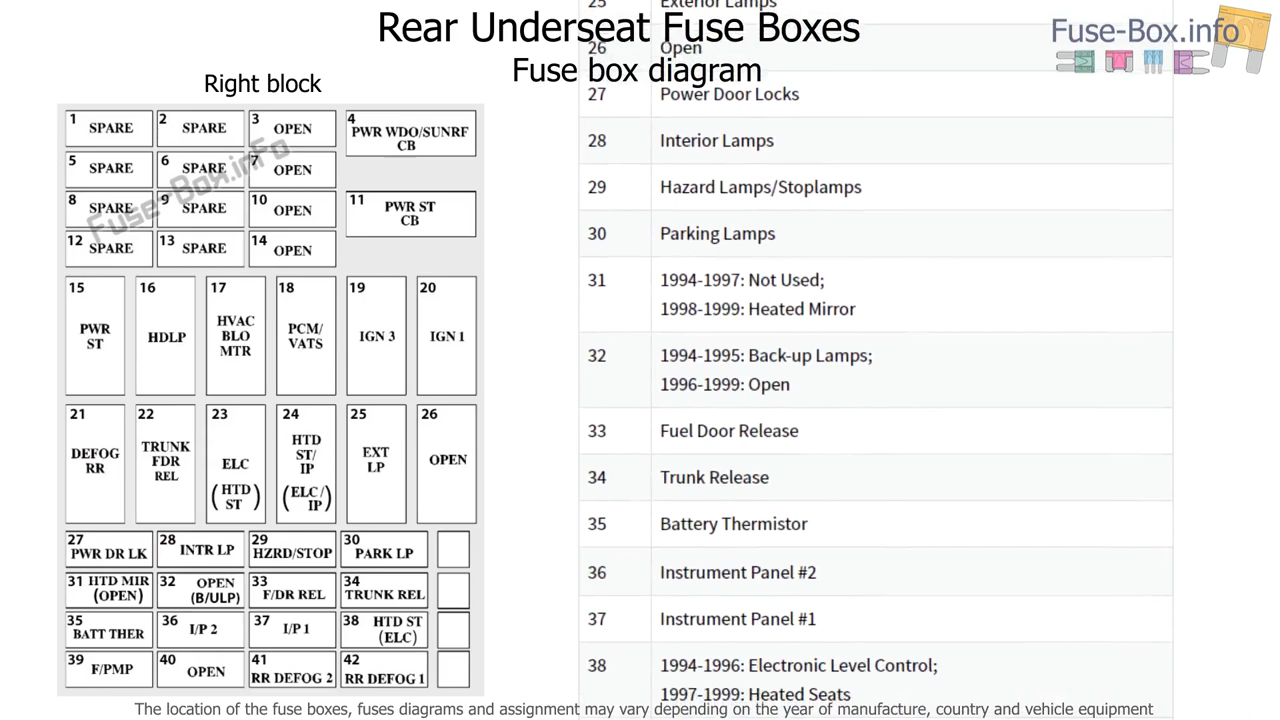 Rear Underseat Fuse Boxes
Fuse box diagram
Fuse-Box.info
Right block
1 SPARE
2 SPARE
3 OPEN
4 PWR WDO/SUNRF
CB
5 SPARE
6 SPARE
7 OPEN
8 SPARE
9 SPARE
10 OPEN
11 PWR ST
CB
12 SPARE
13 SPARE
14 OPEN
Fuse-Box.inFo
15
PWR
ST
16
HDLP
17
HVAC
BLO
MTR
18
PCM/
VATS
19
IGN 3
20
IGN 1
21
DEFOG
RR
22
TRUNK
FDR
REL
23
ELC
(HTD
ST)
24
HTD
ST/
IP
(ELC/
IP)
25
EXT
LP
26
OPEN
27
PWR DR LK
28 INTR LP
29
HZRD/STOP
30
PARK LP
31 HTD MIR
(OPEN)
32 OPEN
(B/ULP)
33
F/DR REL
34
TRUNK REL
35
BATT THER
36
I/P 2
37
I/P 1
38 HTD ST
(ELC)
39
F/PMP
40
OPEN
41
RR DEFOG 2
42
RR DEFOG 1
25 Exterior Lamps
26 Open
27 Power Door Locks
28 Interior Lamps
29 Hazard Lamps/Stoplamps
30 Parking Lamps
31 1994-1997: Not Used;
1998-1999: Heated Mirror
32 1994-1995: Back-up Lamps;
1996-1999: Open
33 Fuel Door Release
34 Trunk Release
35 Battery Thermistor
36 Instrument Panel #2
37 Instrument Panel #1
38 1994-1996: Electronic Level Control;
1997-1999: Heated Seats
The location of the fuse boxes, fuses diagrams and assignment may vary depending on the year of manufacture, country and vehicle equipment